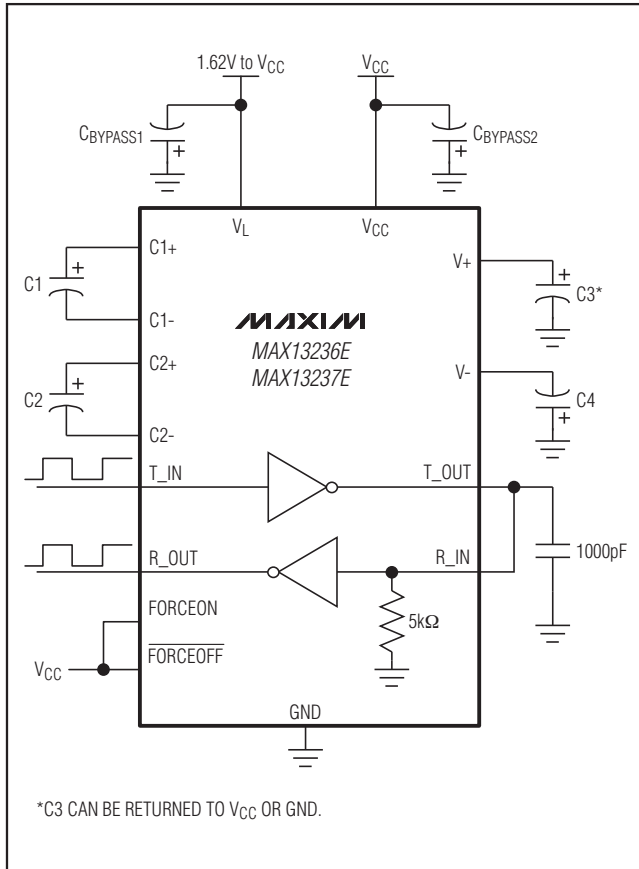 1.62V to VCC
VCC
CBYPASS1
+
CBYPASS2
+
VL
VCC
C1+
C1
+
C1-
V+
+
C3*
MAXIM
MAX13236E
MAX13237E
C2+
C2
+
C2-
V-
C4
+
T_IN
T_OUT
R_OUT
R_IN
1000pF
5kΩ
FORCEON
VCC
FORCEOFF
GND
*C3 CAN BE RETURNED TO VCC OR GND.